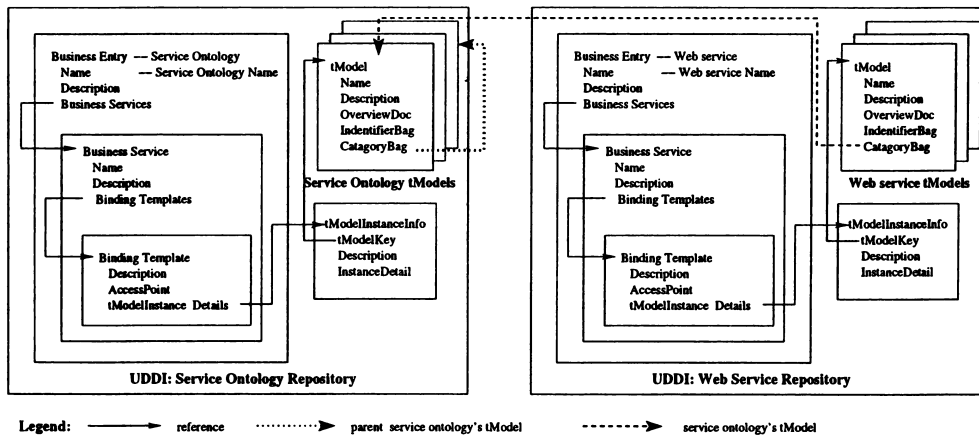 Business Entry --- Service Ontology
Name --- Service Ontology Name
Description
Business Services
Business Service
Name
Description
Binding Templates
Binding Template
Description
AccessPoint
tModelInstance Details
tModel
Name
Description
OverviewDoc
IndentifierBag
CatagoryBag
Service Ontology tModels
tModelInstanceInfo
tModelKey
Description
InstanceDetail
UDDI: Service Ontology Repository
Business Entry --- Web service
Name --- Web service Name
Description
Business Services
Business Service
Name
Description
Binding Templates
Binding Template
Description
AccessPoint
tModelInstance Details
tModel
Name
Description
OverviewDoc
IndentifierBag
CatagoryBag
Web service tModels
tModelInstanceInfo
tModelKey
Description
InstanceDetail
UDDI: Web Service Repository
Legend: reference parent service ontology's tModel service ontology's tModel